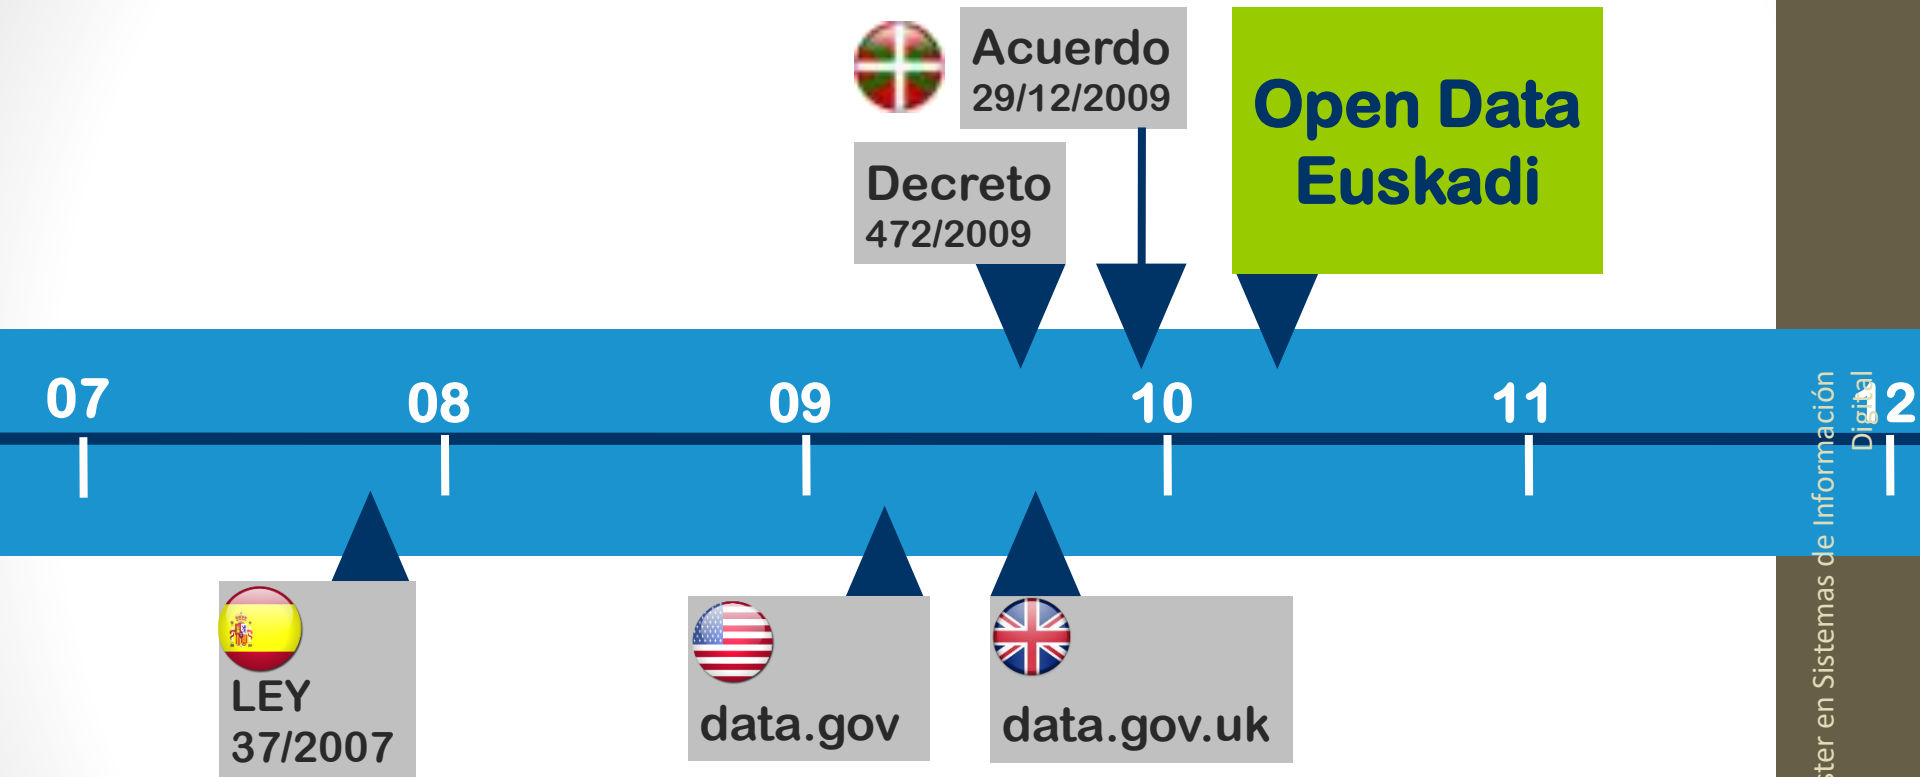 Acuerdo
29/12/2009
Decreto
472/2009
Open Data
Euskadi
07
08
09
10
11
12
LEY
37/2007
data.gov
data.gov.uk
en Sistemas de Información
Digital